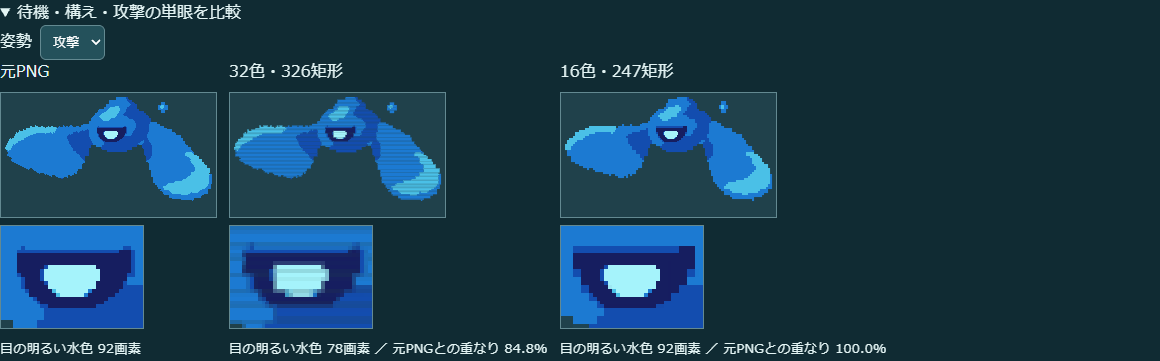 ▼ 待機・構え・攻撃の単眼を比較
姿勢 攻撃
元PNG 32色・326矩形 16色・247矩形
目の明るい水色 92画素 目の明るい水色 78画素 ／ 元PNGとの重なり 84.8% 目の明るい水色 92画素 ／ 元PNGとの重なり 100.0%